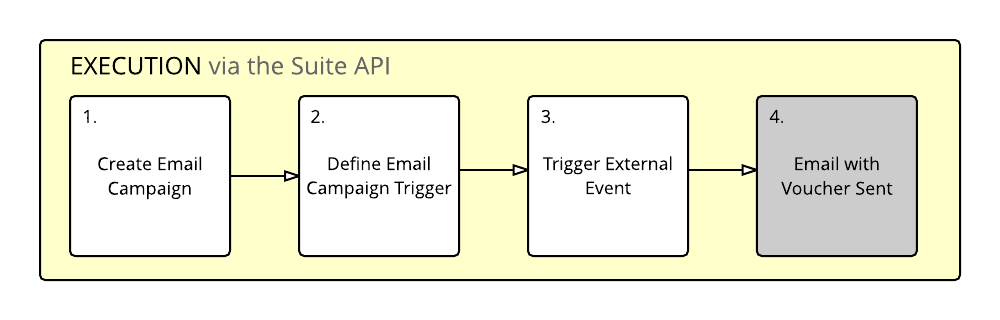 EXECUTION via the Suite API
1.
Create Email
Campaign
2.
Define Email
Campaign Trigger
3.
Trigger External
Event
4.
Email with
Voucher Sent